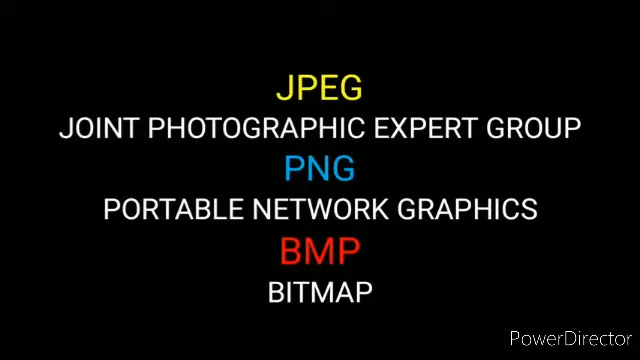 JPEG
JOINT PHOTOGRAPHIC EXPERT GROUP
PNG
PORTABLE NETWORK GRAPHICS
BMP
BITMAP
PowerDirector